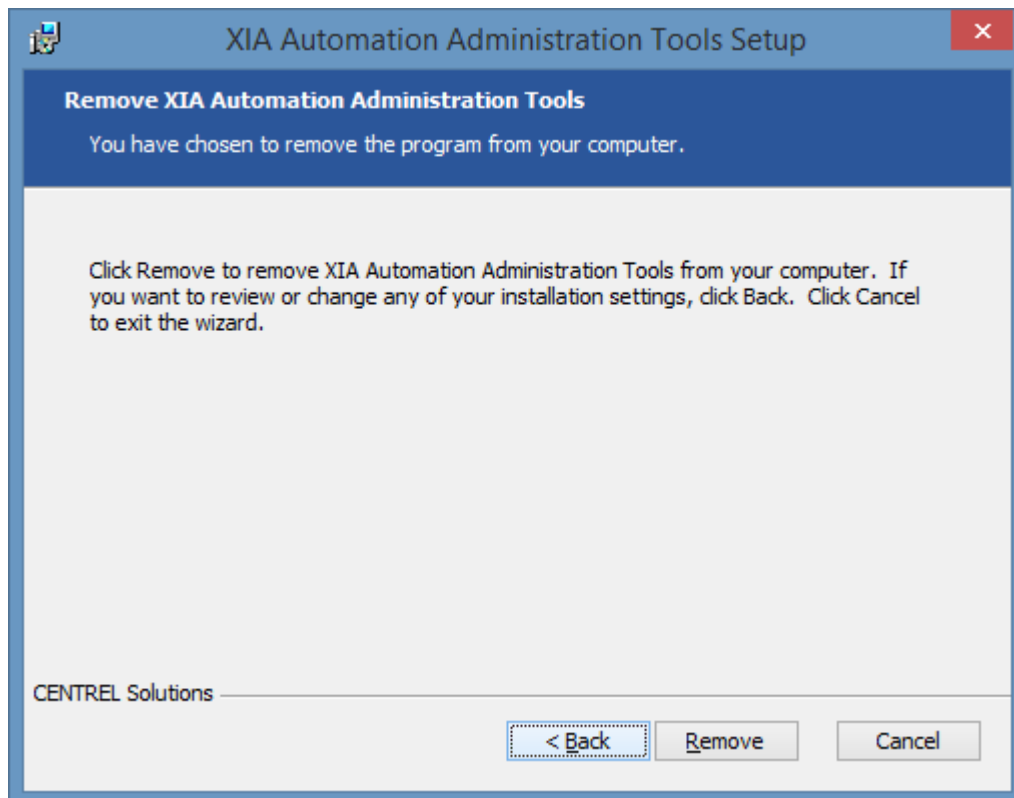 XIA Automation Administration Tools Setup
Remove XIA Automation Administration Tools
You have chosen to remove the program from your computer.
Click Remove to remove XIA Automation Administration Tools from your computer.  If
you want to review or change any of your installation settings, click Back.  Click Cancel
to exit the wizard.
CENTREL Solutions
< Back
Remove
Cancel